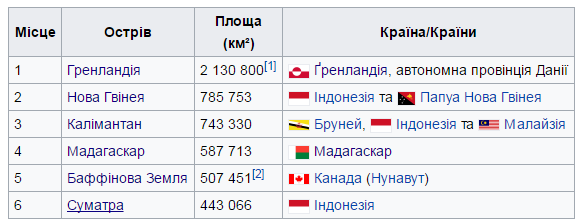 Місце Острів Площа (км²) Країна/Країни
1 Гренландія 2 130 800[1] Ґренландія, автономна провінція Данії
2 Нова Гвінея 785 753 Індонезія та Папуа Нова Гвінея
3 Калімантан 743 330 Бруней, Індонезія та Малайзія
4 Мадагаскар 587 713 Мадагаскар
5 Баффінова Земля 507 451[2] Канада (Нунавут)
6 Суматра 443 066 Індонезія